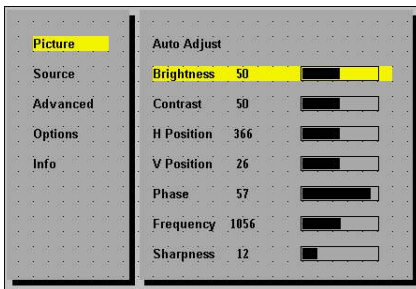 Picture
Source
Advanced
Options
Info
Auto Adjust
Brightness 50
Contrast 50
H Position 366
V Position 26
Phase 57
Frequency 1056
Sharpness 12